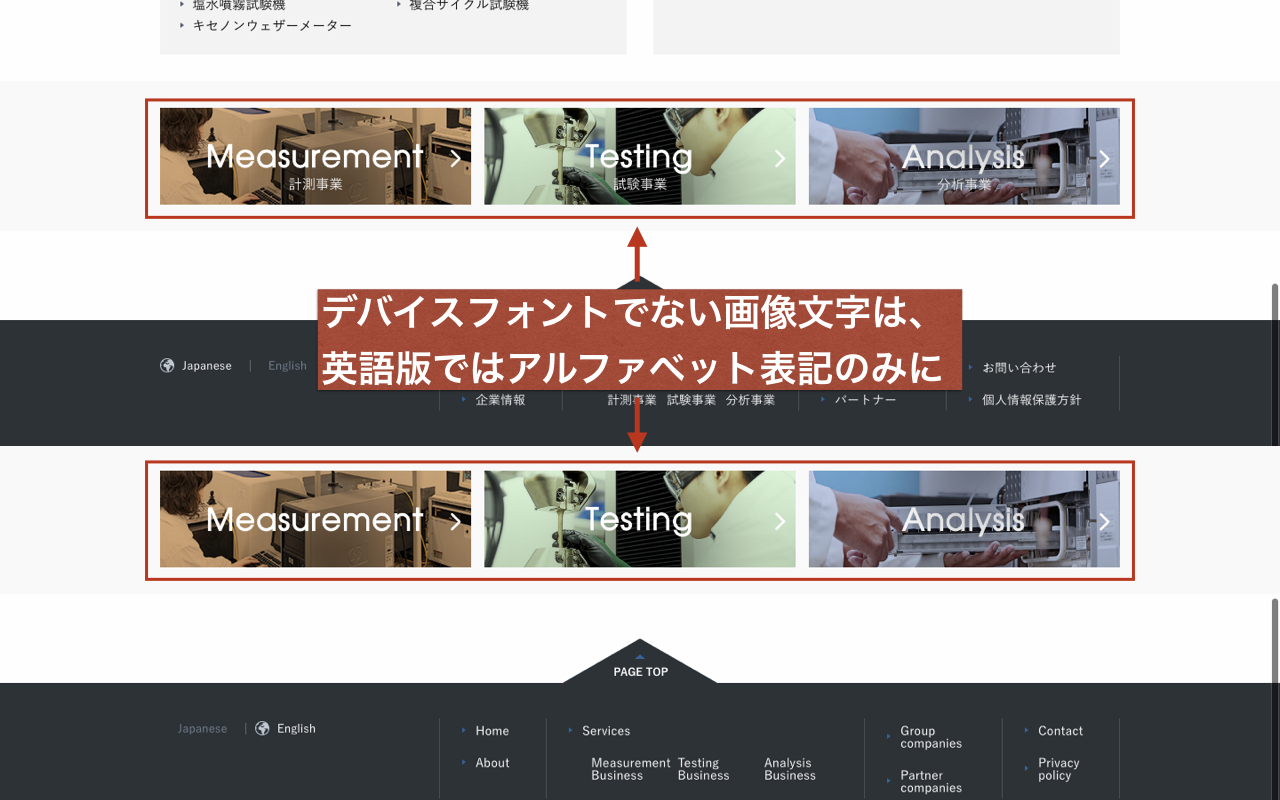 塩水噴霧試験機
複合サイクル試験機
キセノンウェザーメーター
Measurement
計測事業
Testing
試験事業
Analysis
分析事業
デバイスフォントでない画像文字は、
英語版ではアルファベット表記のみに
Japanese | English
お問い合わせ
企業情報
計測事業 試験事業 分析事業
パートナー
個人情報保護方針
Measurement
Testing
Analysis
PAGE TOP
Japanese | English
Home
About
Services
Measurement
Business
Testing
Business
Analysis
Business
Group
companies
Partner
companies
Contact
Privacy
policy